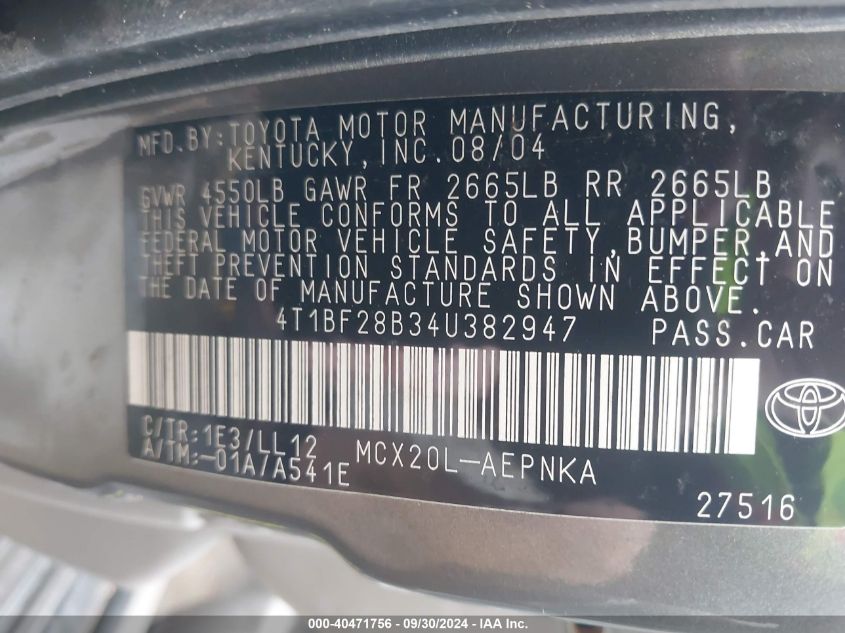 MFD. BY: TOYOTA MOTOR MANUFACTURING,
KENTUCKY, INC. 08/04
GVWR 4550LB GAWR FR 2665LB RR 2665LB
THIS VEHICLE CONFORMS TO ALL APPLICABLE
FEDERAL MOTOR VEHICLE SAFETY, BUMPER, AND
THEFT PREVENTION STANDARDS IN EFFECT ON
THE DATE OF MANUFACTURE SHOWN ABOVE.
4T1BF28B34U382947 PASS. CAR
C/TR: 1E3/LL12
A/TM: -01A/A541E
MCX20L-AEPNKA
27516
000-40471756 — 09/30/2024 — IAA Inc.